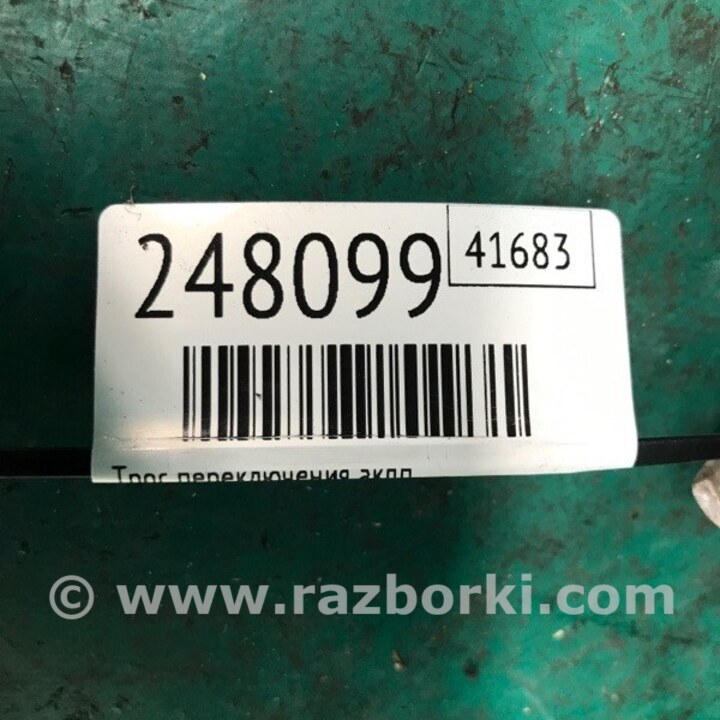 248099
41683
Трос переключения акпп
© www.razborki.com